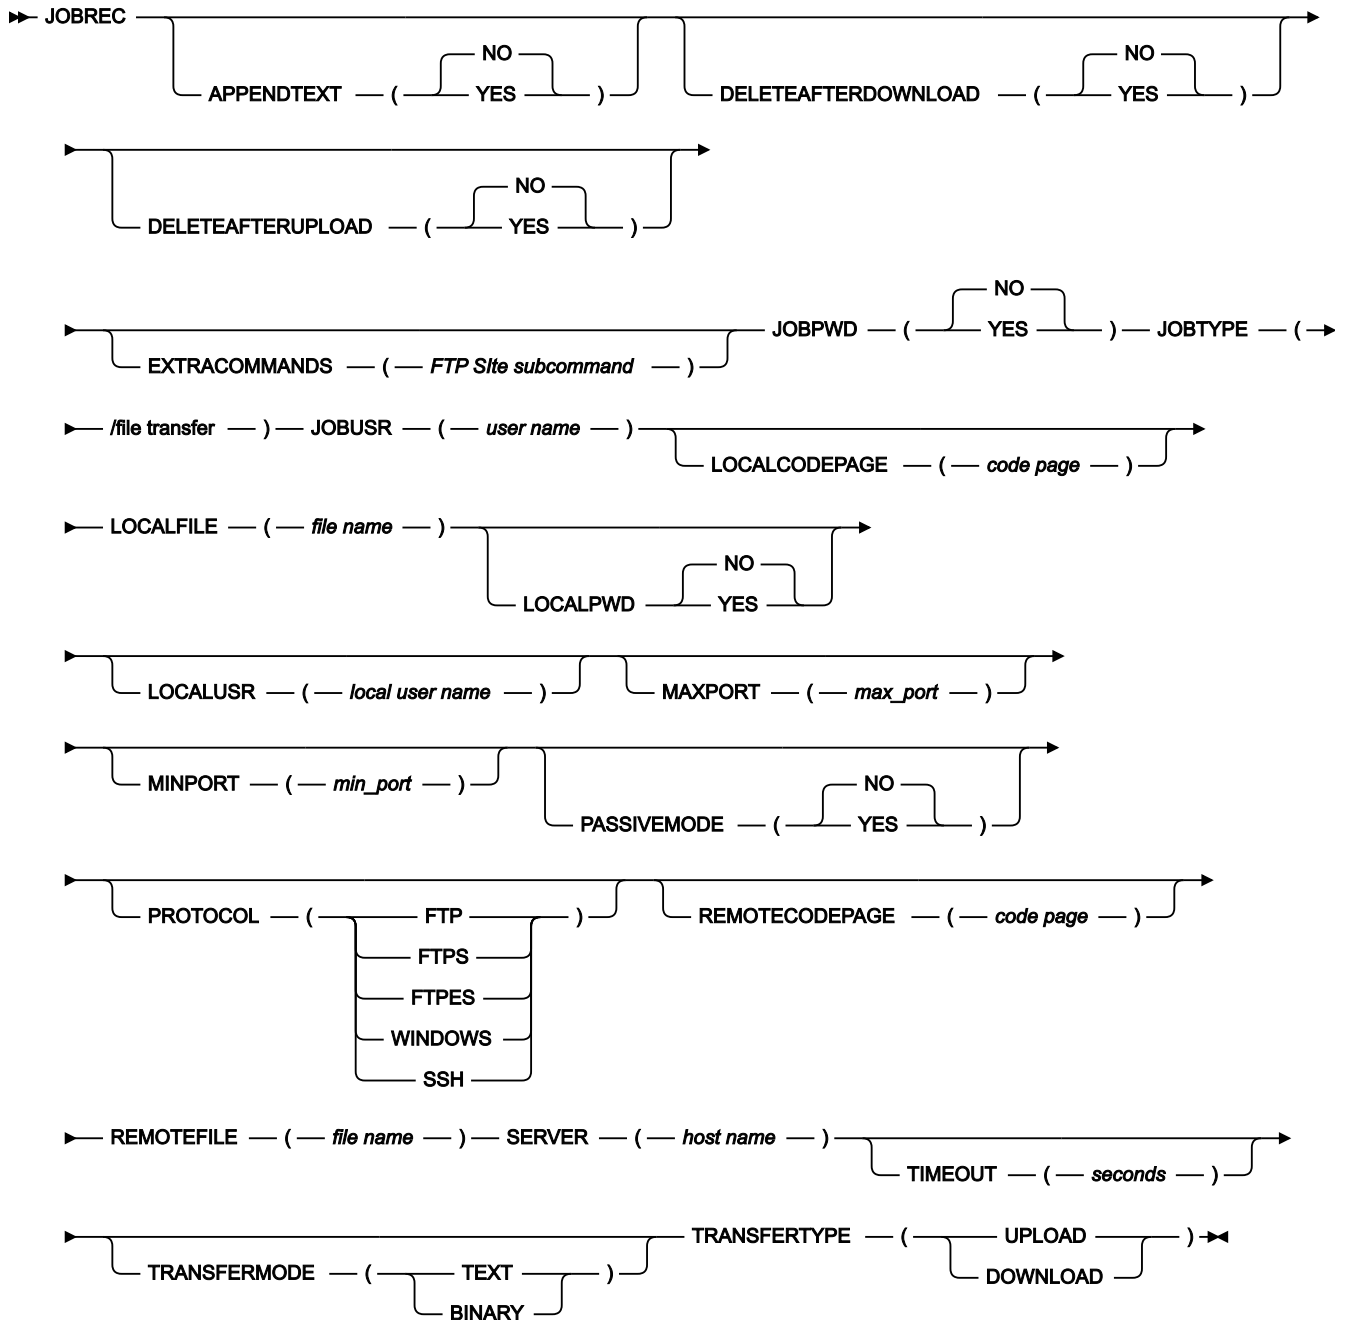 JOBREC
NO NO
APPENDTEXT ( YES ) DELETEAFTERDOWNLOAD ( YES )
NO
DELETEAFTERUPLOAD ( YES )
NO
JOBPWD ( YES ) JOBTYPE (
EXTRACOMMANDS ( FTP SIte subcommand )
/file transfer ) JOBUSR ( user name )
LOCALCODEPAGE ( code page )
LOCALFILE ( file name )
NO
LOCALPWD YES
LOCALUSR ( local user name ) MAXPORT ( max_port )
MINPORT ( min_port ) NO
PASSIVEMODE ( YES )
PROTOCOL ( FTP ) REMOTECODEPAGE ( code page )
FTPS
FTPES
WINDOWS
SSH
REMOTEFILE ( file name ) SERVER ( host name )
TIMEOUT ( seconds )
TRANSFERTYPE ( UPLOAD )
TRANSFERMODE ( TEXT ) DOWNLOAD
BINARY